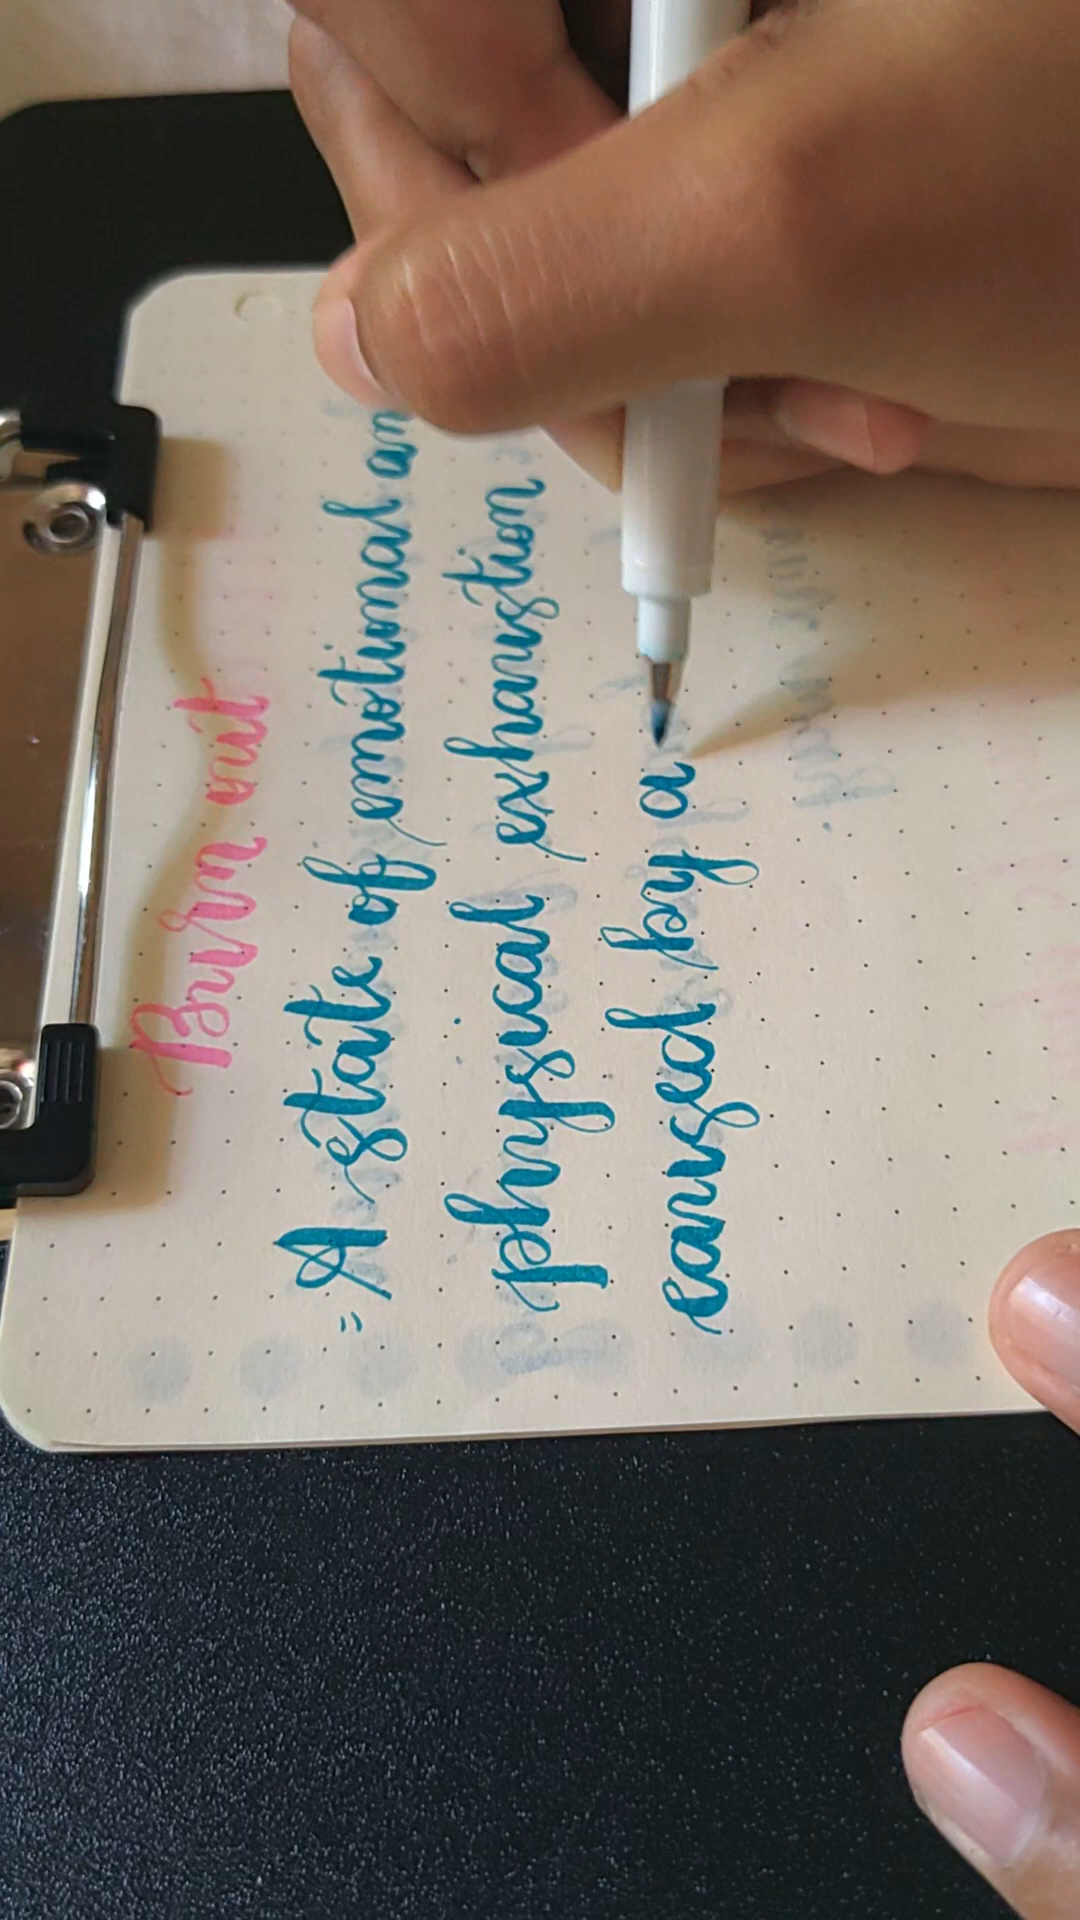 Burn out
= A state of emotional an
physical exhaustion
caused by a